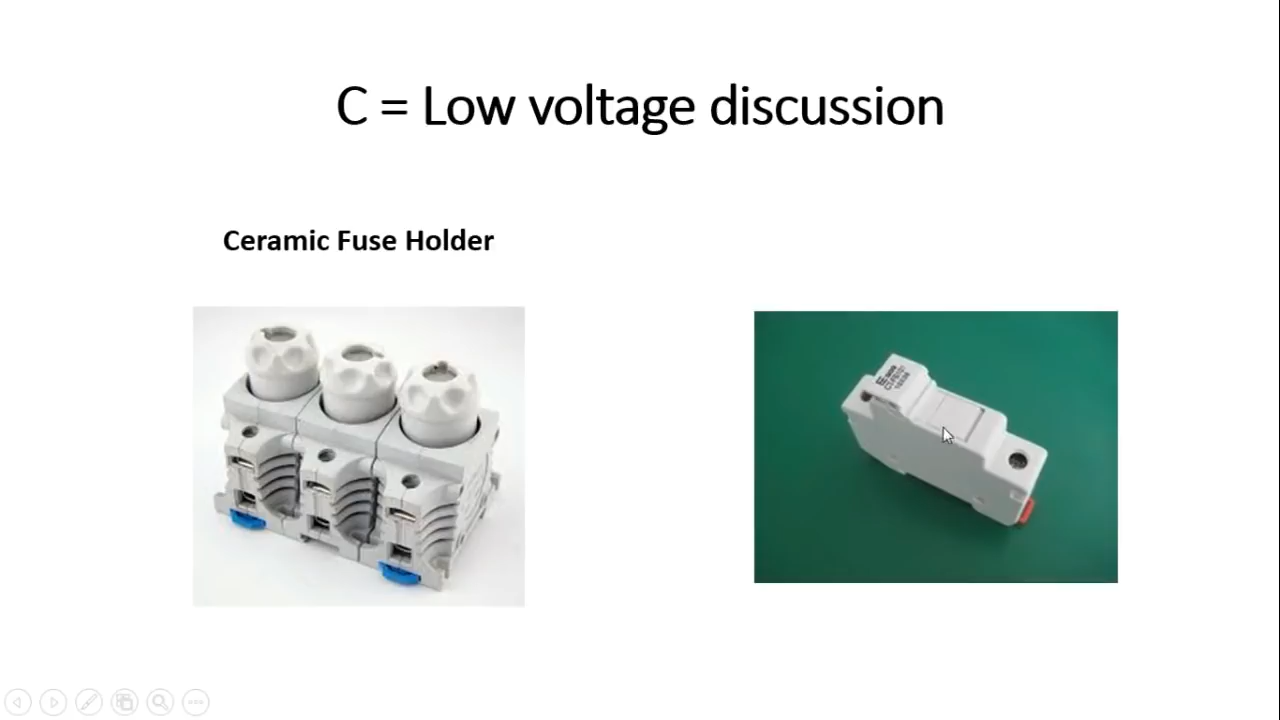 C = Low voltage discussion
Ceramic Fuse Holder